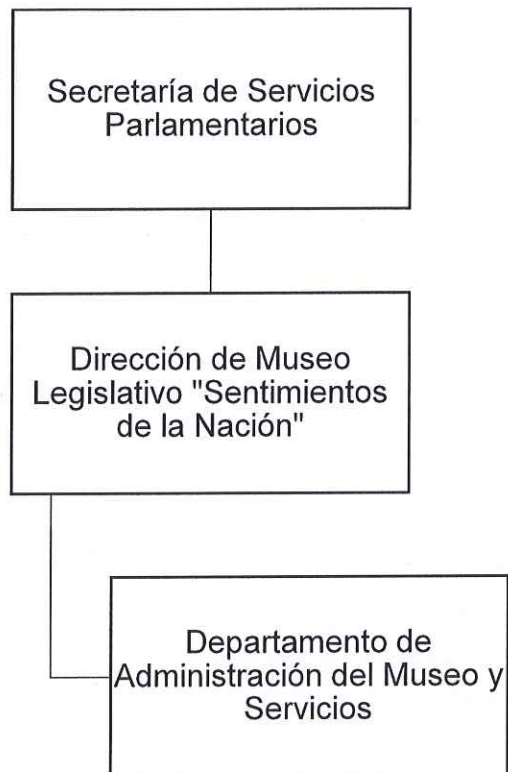 Secretaría de Servicios
Parlamentarios
Dirección de Museo
Legislativo "Sentimientos
de la Nación"
Departamento de
Administración del Museo y
Servicios